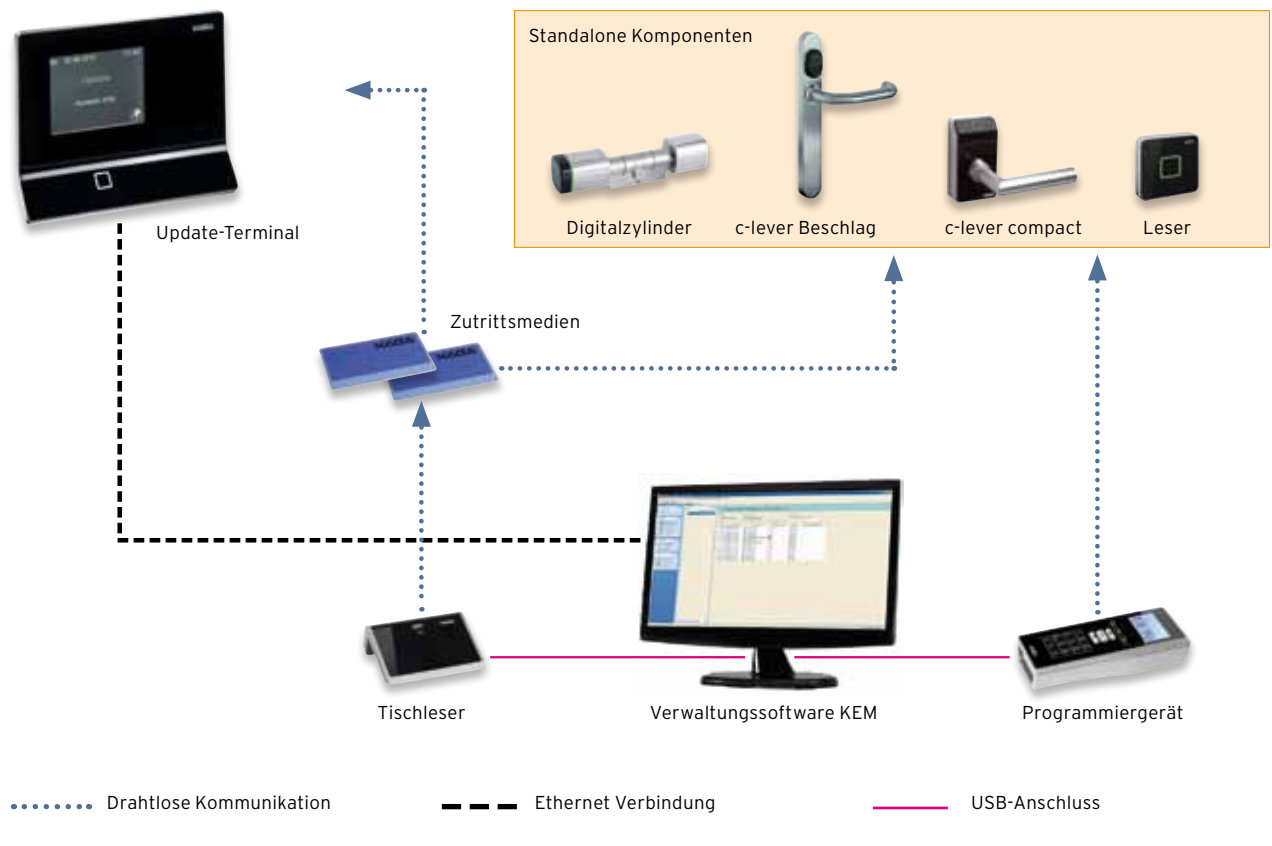 Standalone Komponenten
Digitalzylinder
c-lever Beschlag
c-lever compact
Leser
Update-Terminal
Zutrittsmedien
Tischleser
Verwaltungssoftware KEM
Programmiergerät
Drahtlose Kommunikation
Ethernet Verbindung
USB-Anschluss